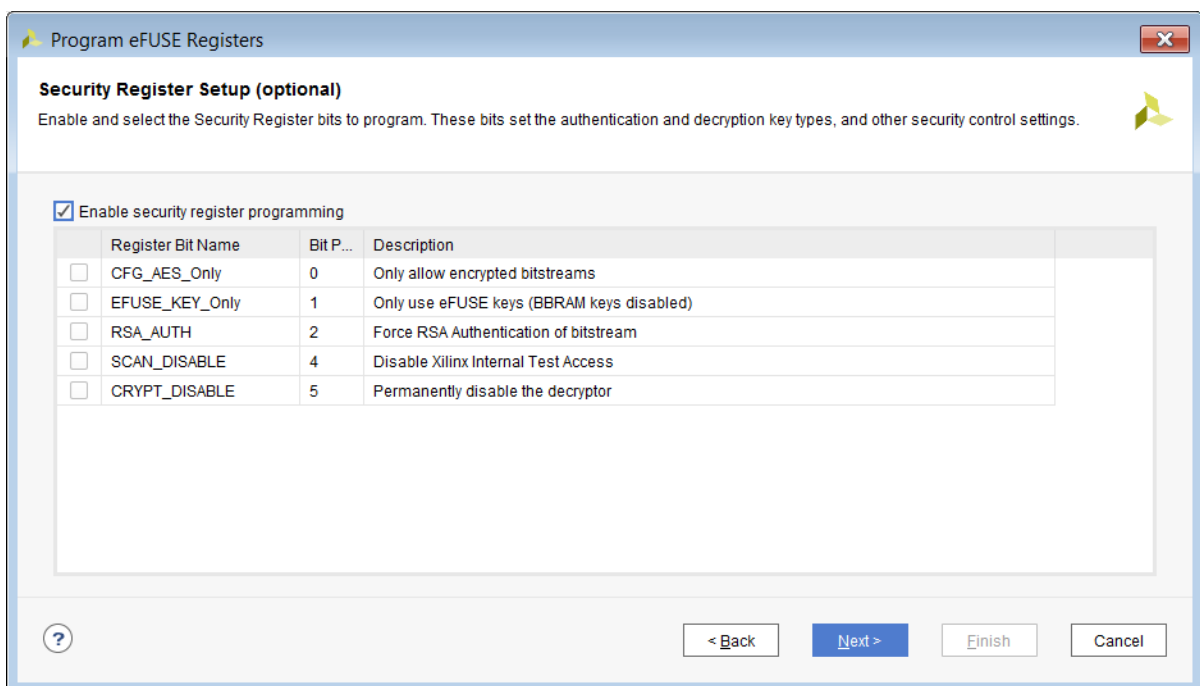 Program eFUSE Registers
Security Register Setup (optional)
Enable and select the Security Register bits to program. These bits set the authentication and decryption key types, and other security control settings.
Enable security register programming
Register Bit Name Bit P... Description
CFG_AES_Only 0 Only allow encrypted bitstreams
EFUSE_KEY_Only 1 Only use eFUSE keys (BBRAM keys disabled)
RSA_AUTH 2 Force RSA Authentication of bitstream
SCAN_DISABLE 4 Disable Xilinx Internal Test Access
CRYPT_DISABLE 5 Permanently disable the decryptor
? < Back Next > Finish Cancel